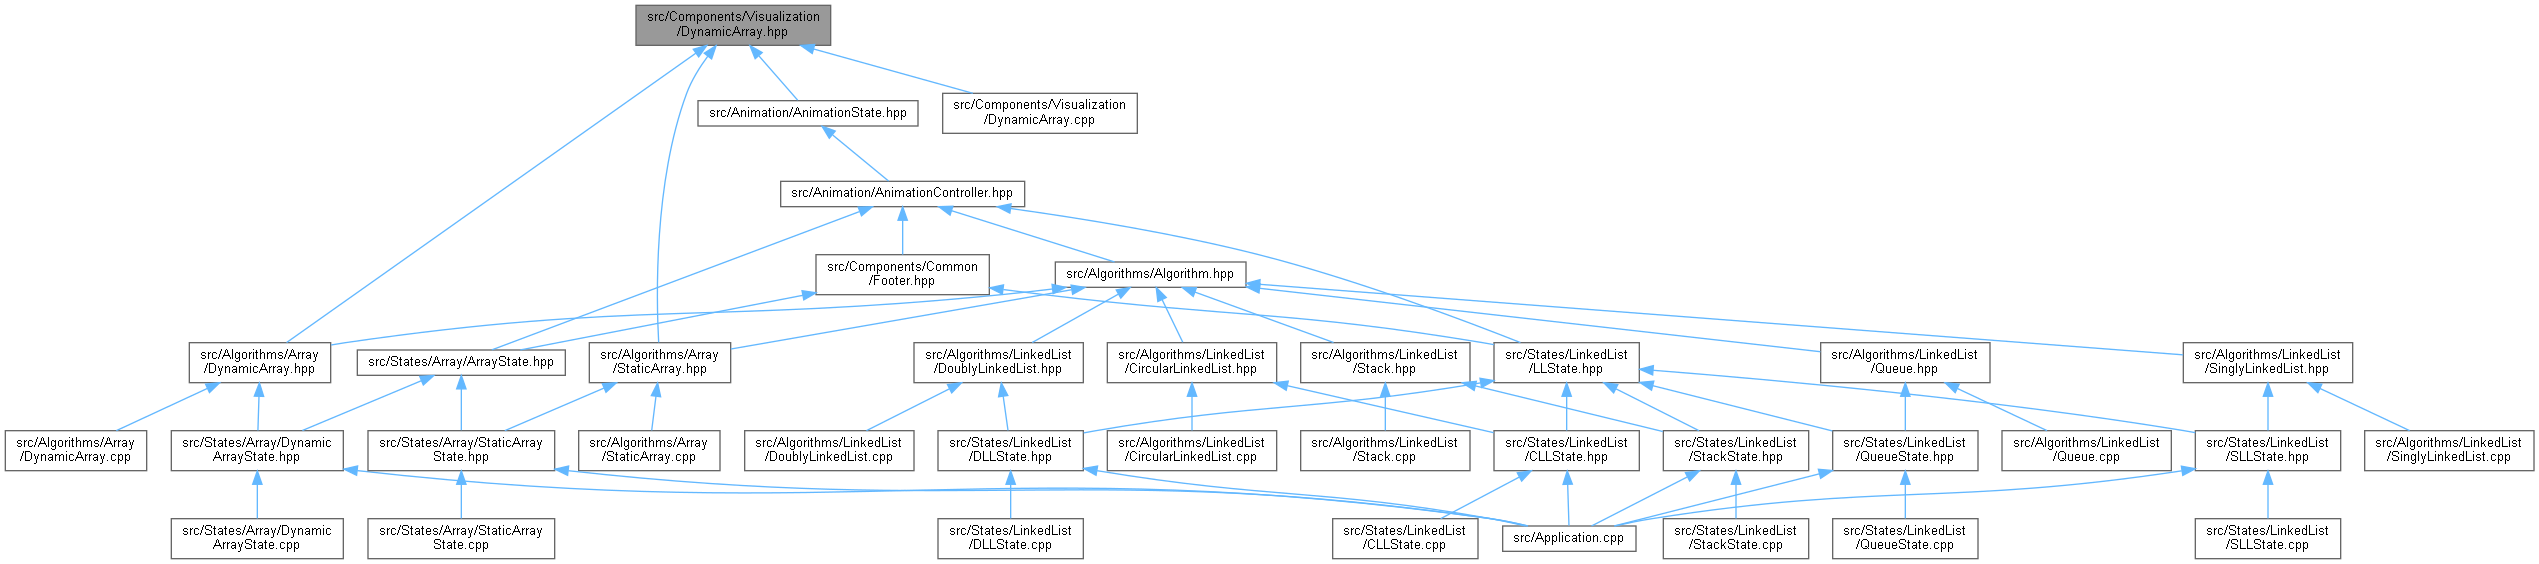 src/Components/Visualization
/DynamicArray.hpp
src/Animation/AnimationState.hpp
src/Components/Visualization
/DynamicArray.cpp
src/Animation/AnimationController.hpp
src/Components/Common
/Footer.hpp
src/Algorithms/Algorithm.hpp
src/Algorithms/Array
/DynamicArray.hpp
src/States/Array/ArrayState.hpp
src/Algorithms/Array
/StaticArray.hpp
src/Algorithms/LinkedList
/DoublyLinkedList.hpp
src/Algorithms/LinkedList
/CircularLinkedList.hpp
src/Algorithms/LinkedList
/Stack.hpp
src/States/LinkedList
/LLState.hpp
src/Algorithms/LinkedList
/Queue.hpp
src/Algorithms/LinkedList
/SinglyLinkedList.hpp
src/Algorithms/Array
/DynamicArray.cpp
src/States/Array/Dynamic
ArrayState.hpp
src/States/Array/StaticArray
State.hpp
src/Algorithms/Array
/StaticArray.cpp
src/Algorithms/LinkedList
/DoublyLinkedList.cpp
src/States/LinkedList
/DLLState.hpp
src/Algorithms/LinkedList
/CircularLinkedList.cpp
src/Algorithms/LinkedList
/Stack.cpp
src/States/LinkedList
/CLLState.hpp
src/States/LinkedList
/StackState.hpp
src/States/LinkedList
/QueueState.hpp
src/Algorithms/LinkedList
/Queue.cpp
src/States/LinkedList
/SLLState.hpp
src/Algorithms/LinkedList
/SinglyLinkedList.cpp
src/States/Array/Dynamic
ArrayState.cpp
src/States/Array/StaticArray
State.cpp
src/States/LinkedList
/DLLState.cpp
src/States/LinkedList
/CLLState.cpp
src/Application.cpp
src/States/LinkedList
/StackState.cpp
src/States/LinkedList
/QueueState.cpp
src/States/LinkedList
/SLLState.cpp